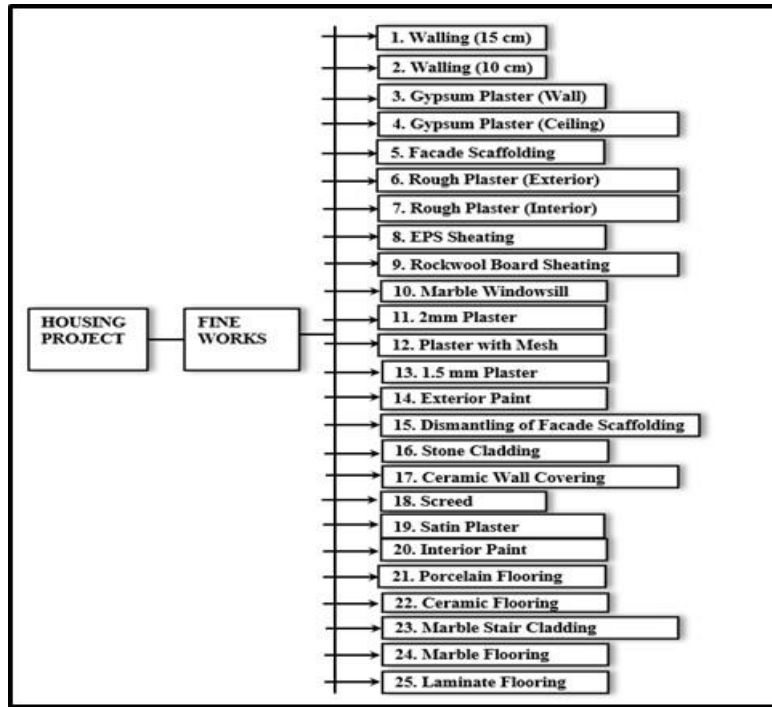 HOUSING
PROJECT
FINE
WORKS
1. Walling (15 cm)
2. Walling (10 cm)
3. Gypsum Plaster (Wall)
4. Gypsum Plaster (Ceiling)
5. Facade Scaffolding
6. Rough Plaster (Exterior)
7. Rough Plaster (Interior)
8. EPS Sheating
9. Rockwool Board Sheating
10. Marble Windowsill
11. 2mm Plaster
12. Plaster with Mesh
13. 1.5 mm Plaster
14. Exterior Paint
15. Dismantling of Facade Scaffolding
16. Stone Cladding
17. Ceramic Wall Covering
18. Screed
19. Satin Plaster
20. Interior Paint
21. Porcelain Flooring
22. Ceramic Flooring
23. Marble Stair Cladding
24. Marble Flooring
25. Laminate Flooring